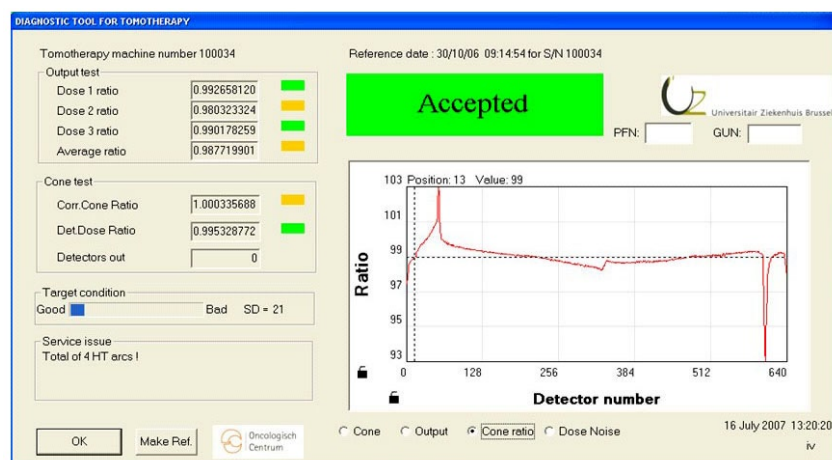 DIAGNOSTIC TOOL FOR TOMOTHERAPY
Tomotherapy machine number 100034
Reference date : 30/10/06 09:14:54 for S/N 100034
Output test
Dose 1 ratio 0.992658120
Dose 2 ratio 0.980323324
Dose 3 ratio 0.990178259
Average ratio 0.987719901
Accepted
Universitair Ziekenhuis Brussel
PFN:
GUN:
Cone test
Corr.Cone Ratio 1.000335688
Det.Dose Ratio 0.995328772
Detectors out 0
Target condition
Good Bad SD = 21
Service issue
Total of 4 HT arcs !
Position: 13 Value: 99
103
101
99
97
95
93
Ratio
0 128 256 384 512 640
Detector number
OK
Make Ref.
Oncologisch
Centrum
Cone Output Cone ratio Dose Noise
16 July 2007 13:20:20
iv